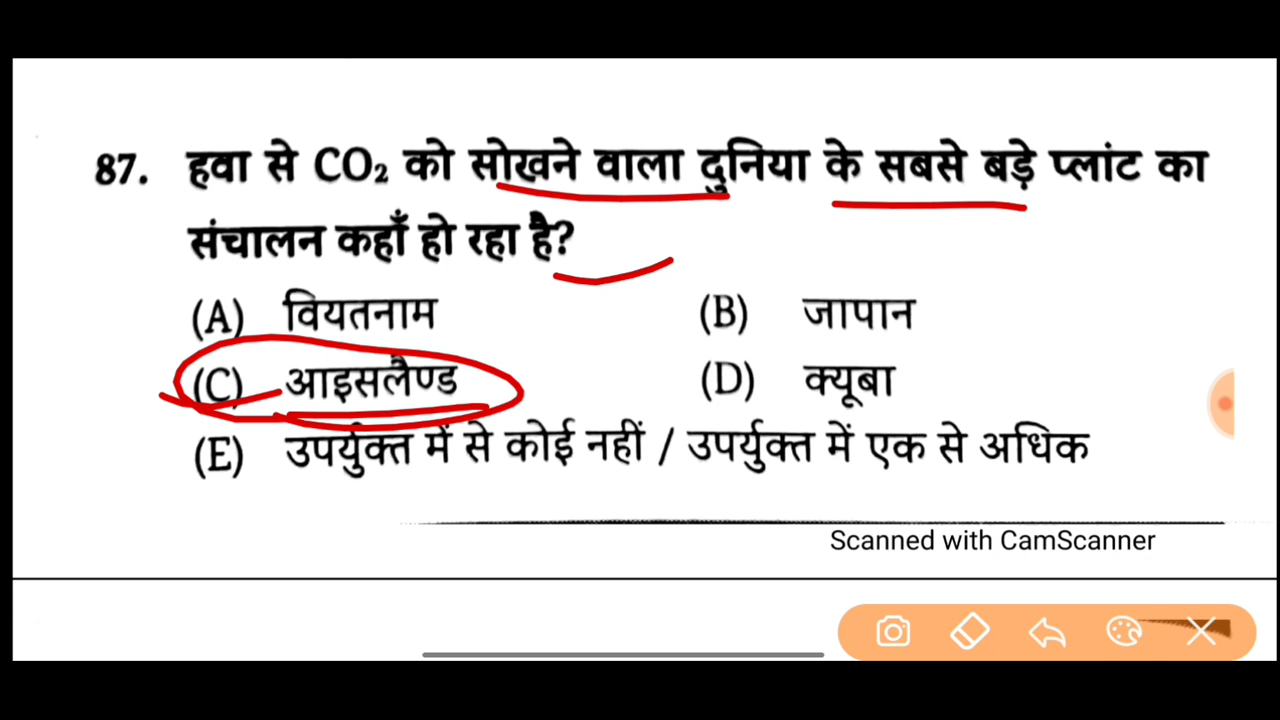 87. हवा से CO₂ को सोखने वाला दुनिया के सबसे बड़े प्लांट का
संचालन कहाँ हो रहा है?
(A) वियतनाम (B) जापान
(C) आइसलैण्ड (D) क्यूबा
(E) उपर्युक्त में से कोई नहीं / उपर्युक्त में एक से अधिक
Scanned with CamScanner